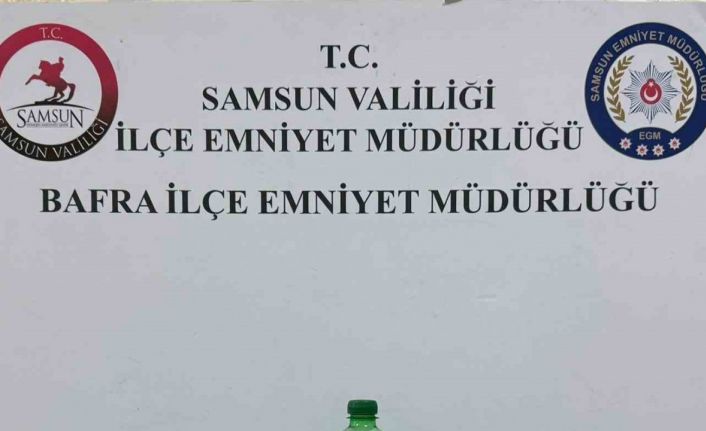 T.C.
SAMSUN
SAMSUN VALİLİĞİ
T.C.
SAMSUN VALİLİĞİ
İLÇE EMNİYET MÜDÜRLÜĞÜ
BAFRA İLÇE EMNİYET MÜDÜRLÜĞÜ
SAMSUN EMNİYET MÜDÜRLÜĞÜ
EGM